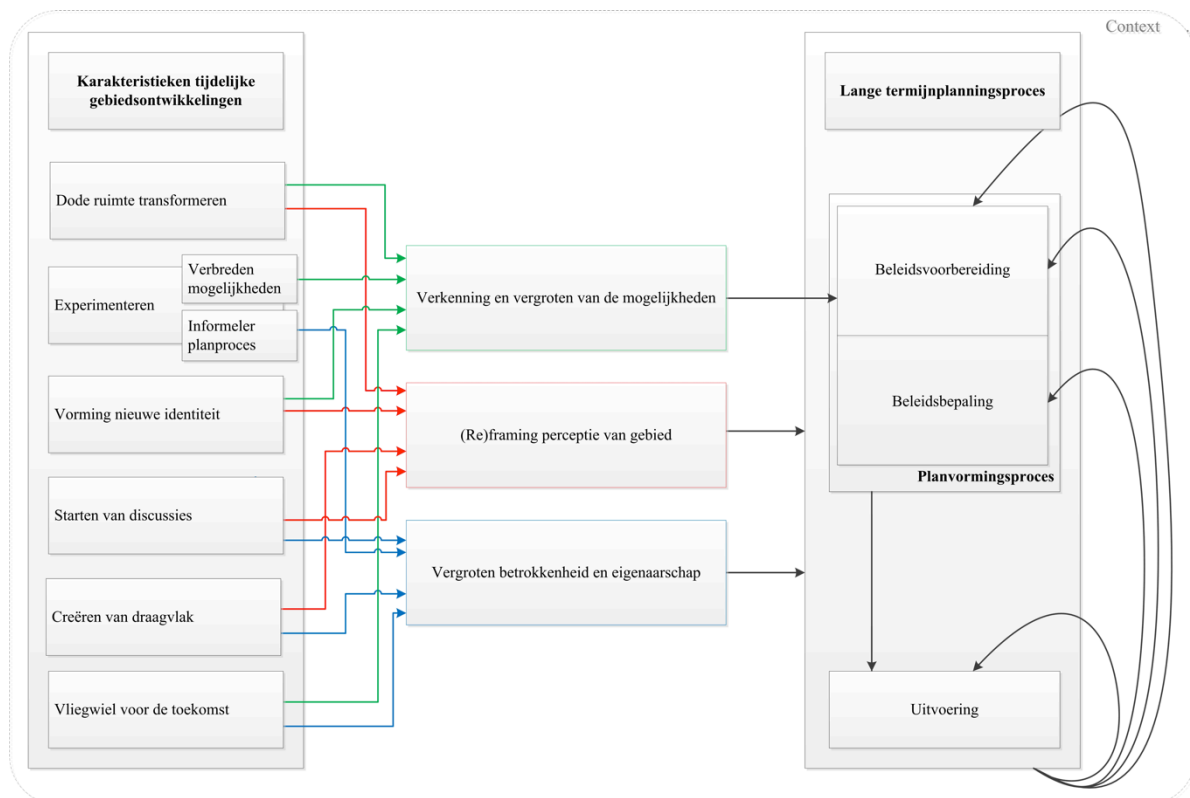 Context
Karakteristieken tijdelijke
gebiedsontwikkelingen
Dode ruimte transformeren
Experimenteren
Verbreden
mogelijkheden
Informeler
planproces
Vorming nieuwe identiteit
Starten van discussies
Creëren van draagvlak
Vliegwiel voor de toekomst
Verkenning en vergroten van de mogelijkheden
(Re)framing perceptie van gebied
Vergroten betrokkenheid en eigenaarschap
Lange termijnplanningsproces
Beleidsvoorbereiding
Beleidsbepaling
Planvormingsproces
Uitvoering